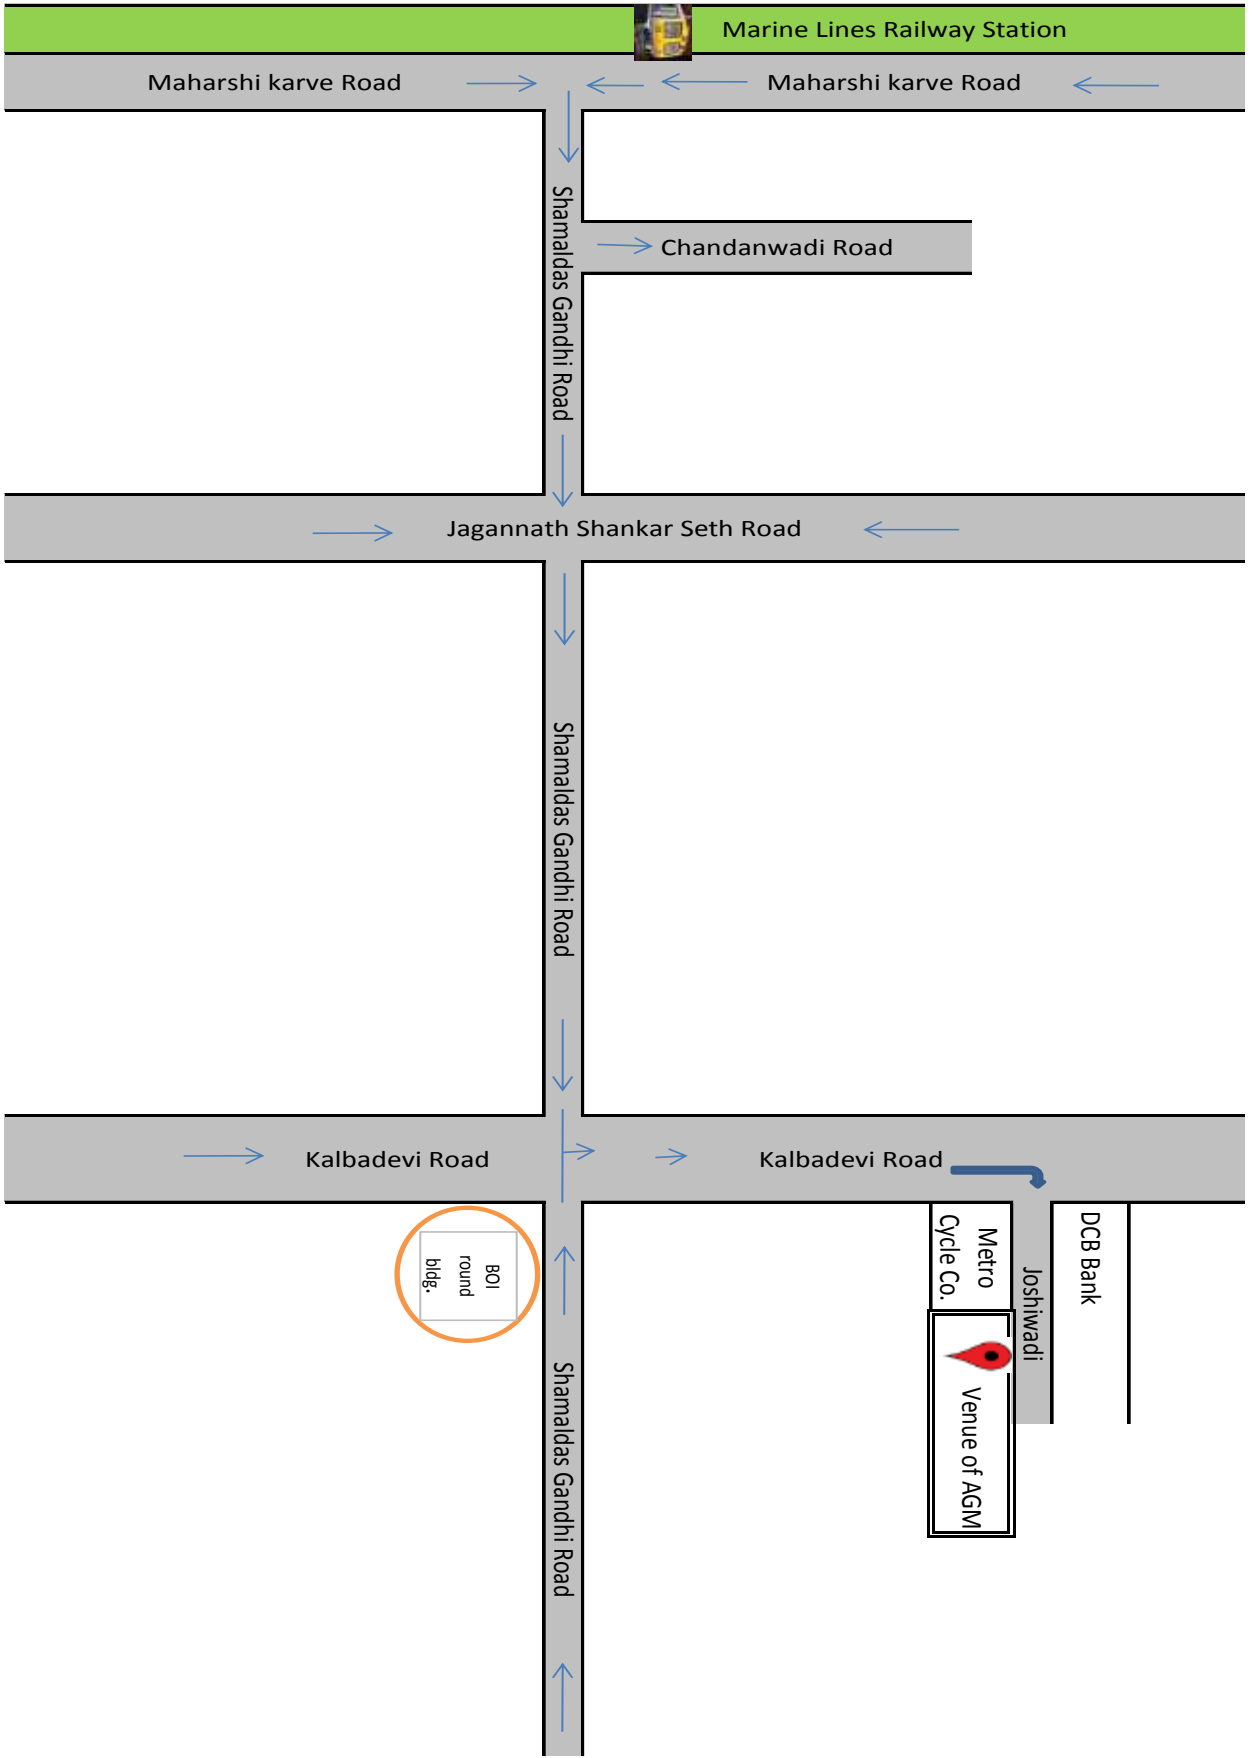 Marine Lines Railway Station
Maharshi karve Road
Maharshi karve Road
Shamaldas Gandhi Road
Chandanwadi Road
Jagannath Shankar Seth Road
Shamaldas Gandhi Road
Kalbadevi Road
Kalbadevi Road
BOI
round
bldg.
Metro
Cycle Co.
Joshiwadi
DCB Bank
Venue of AGM
Shamaldas Gandhi Road